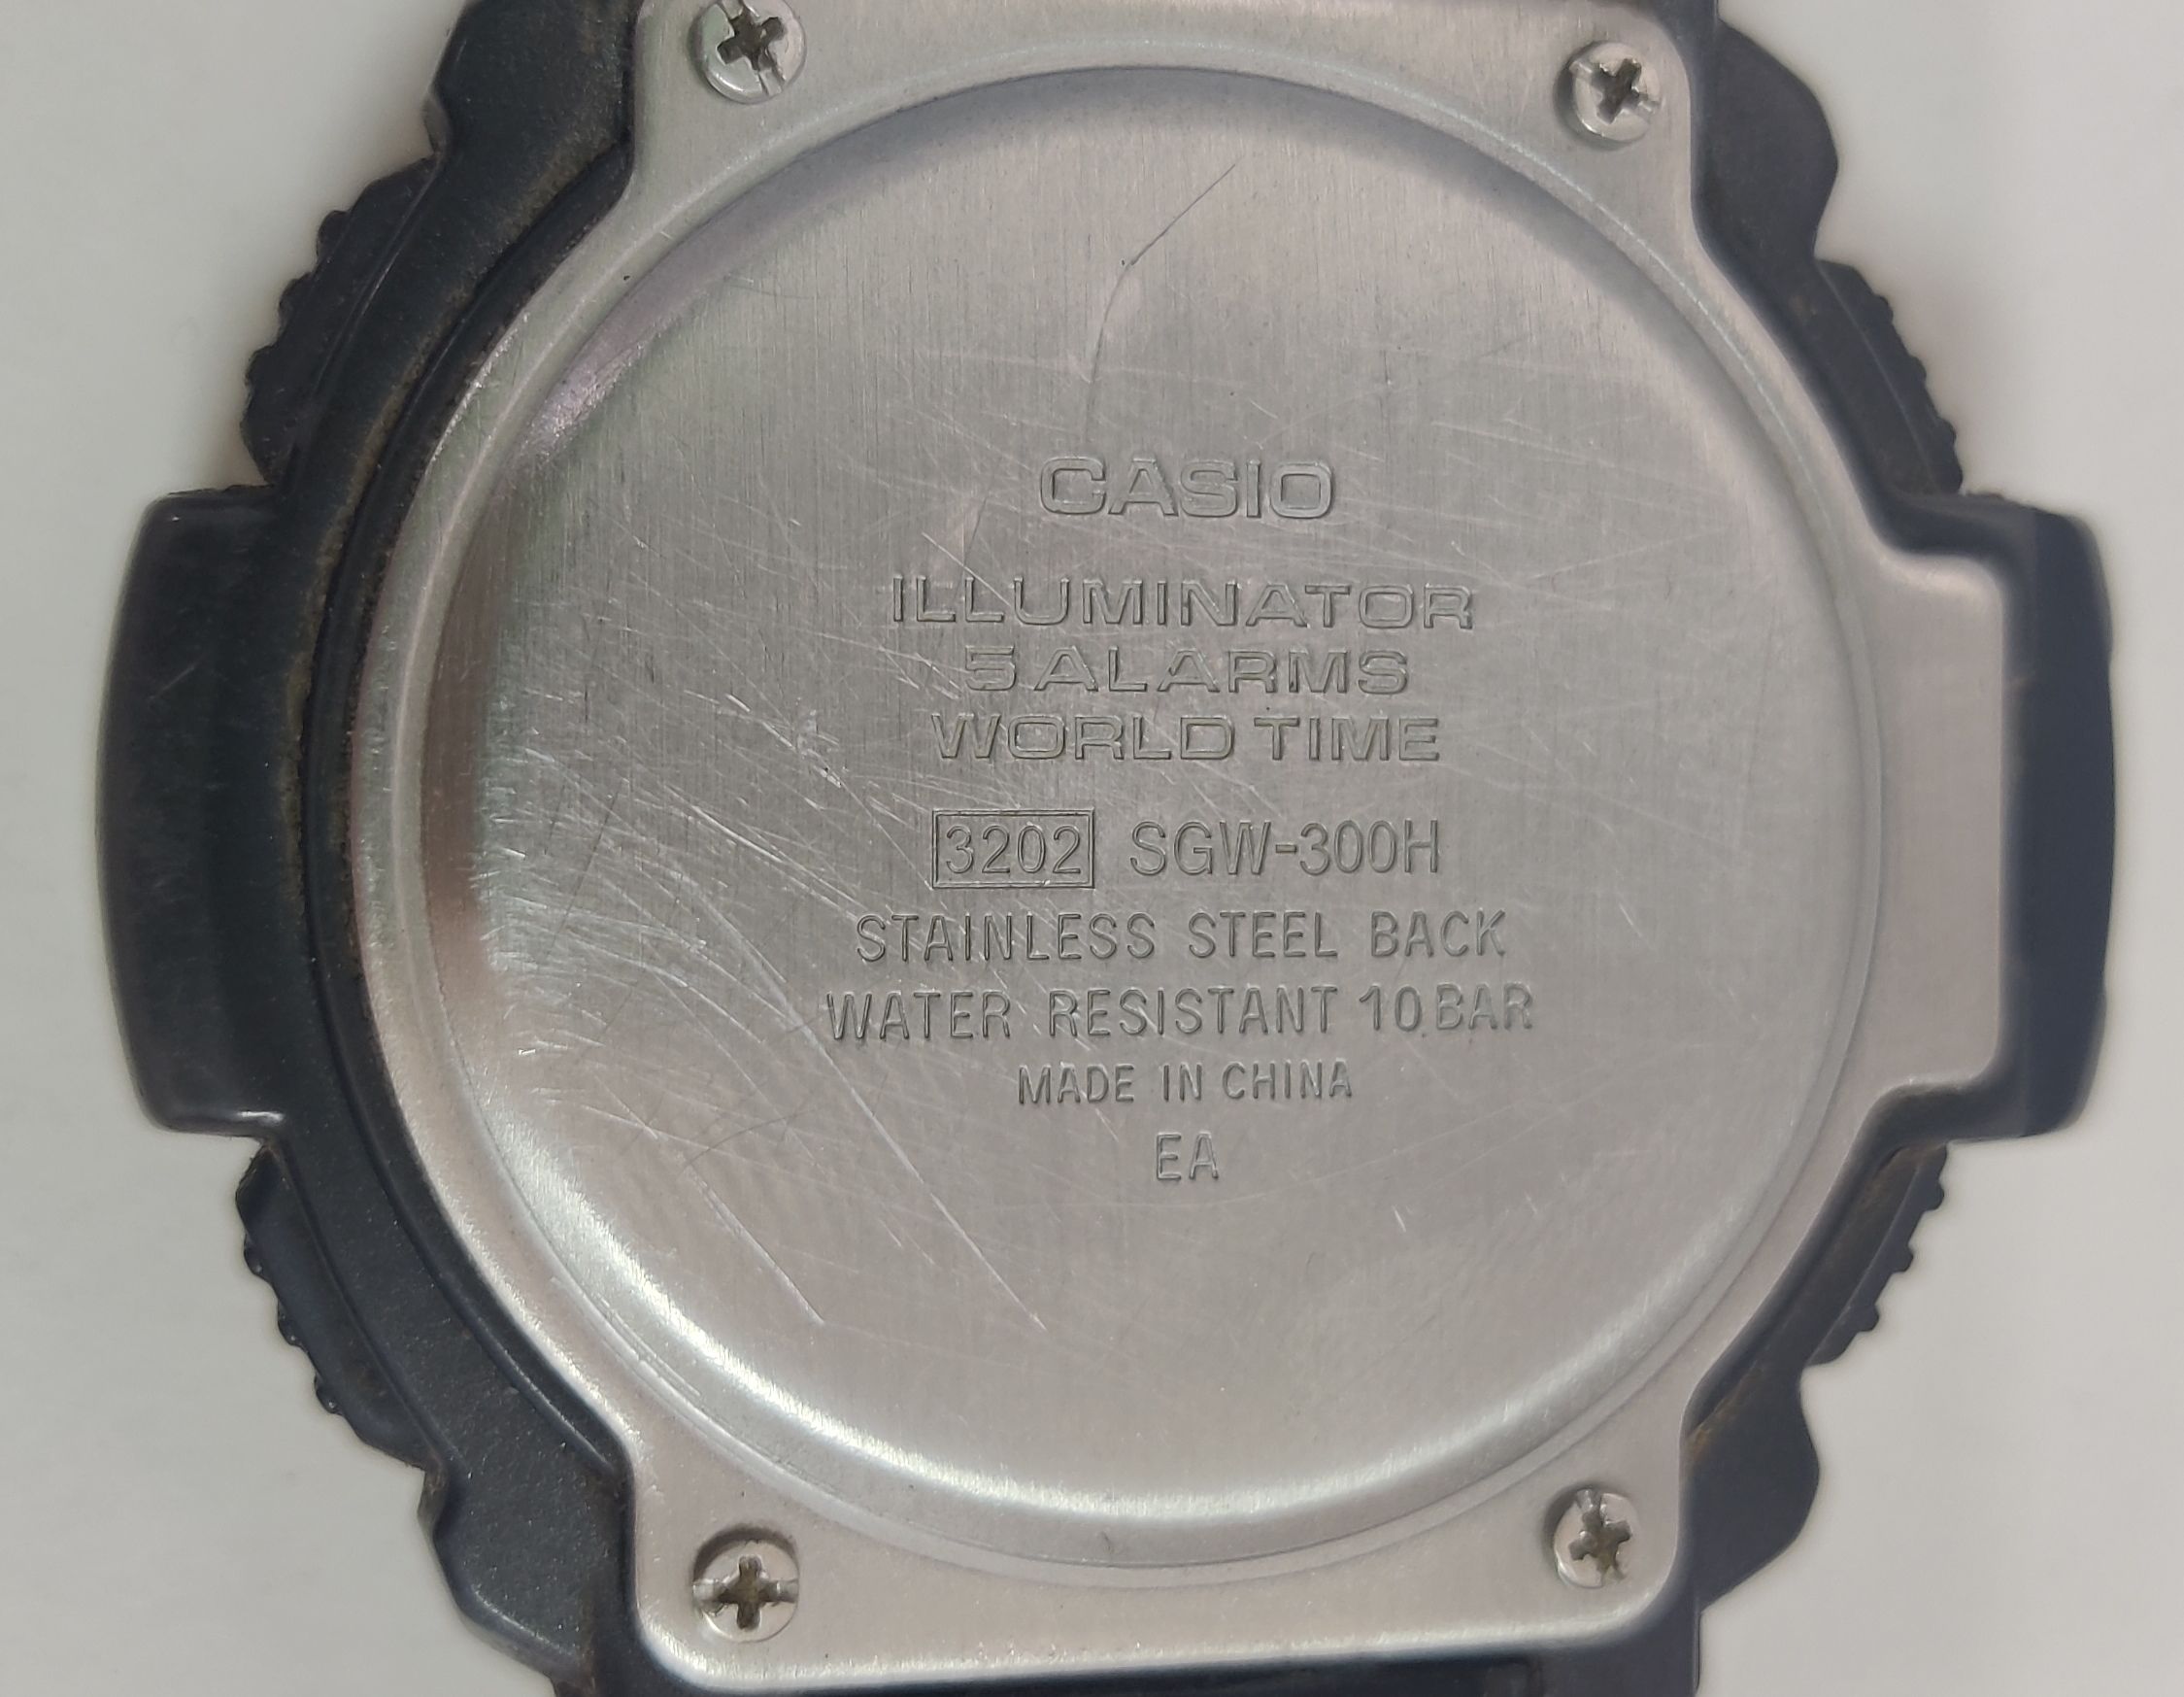 CASIO
ILLUMINATOR
5 ALARMS
WORLD TIME
3202 SGW-300H
STAINLESS STEEL BACK
WATER RESISTANT 10 BAR
MADE IN CHINA
EA